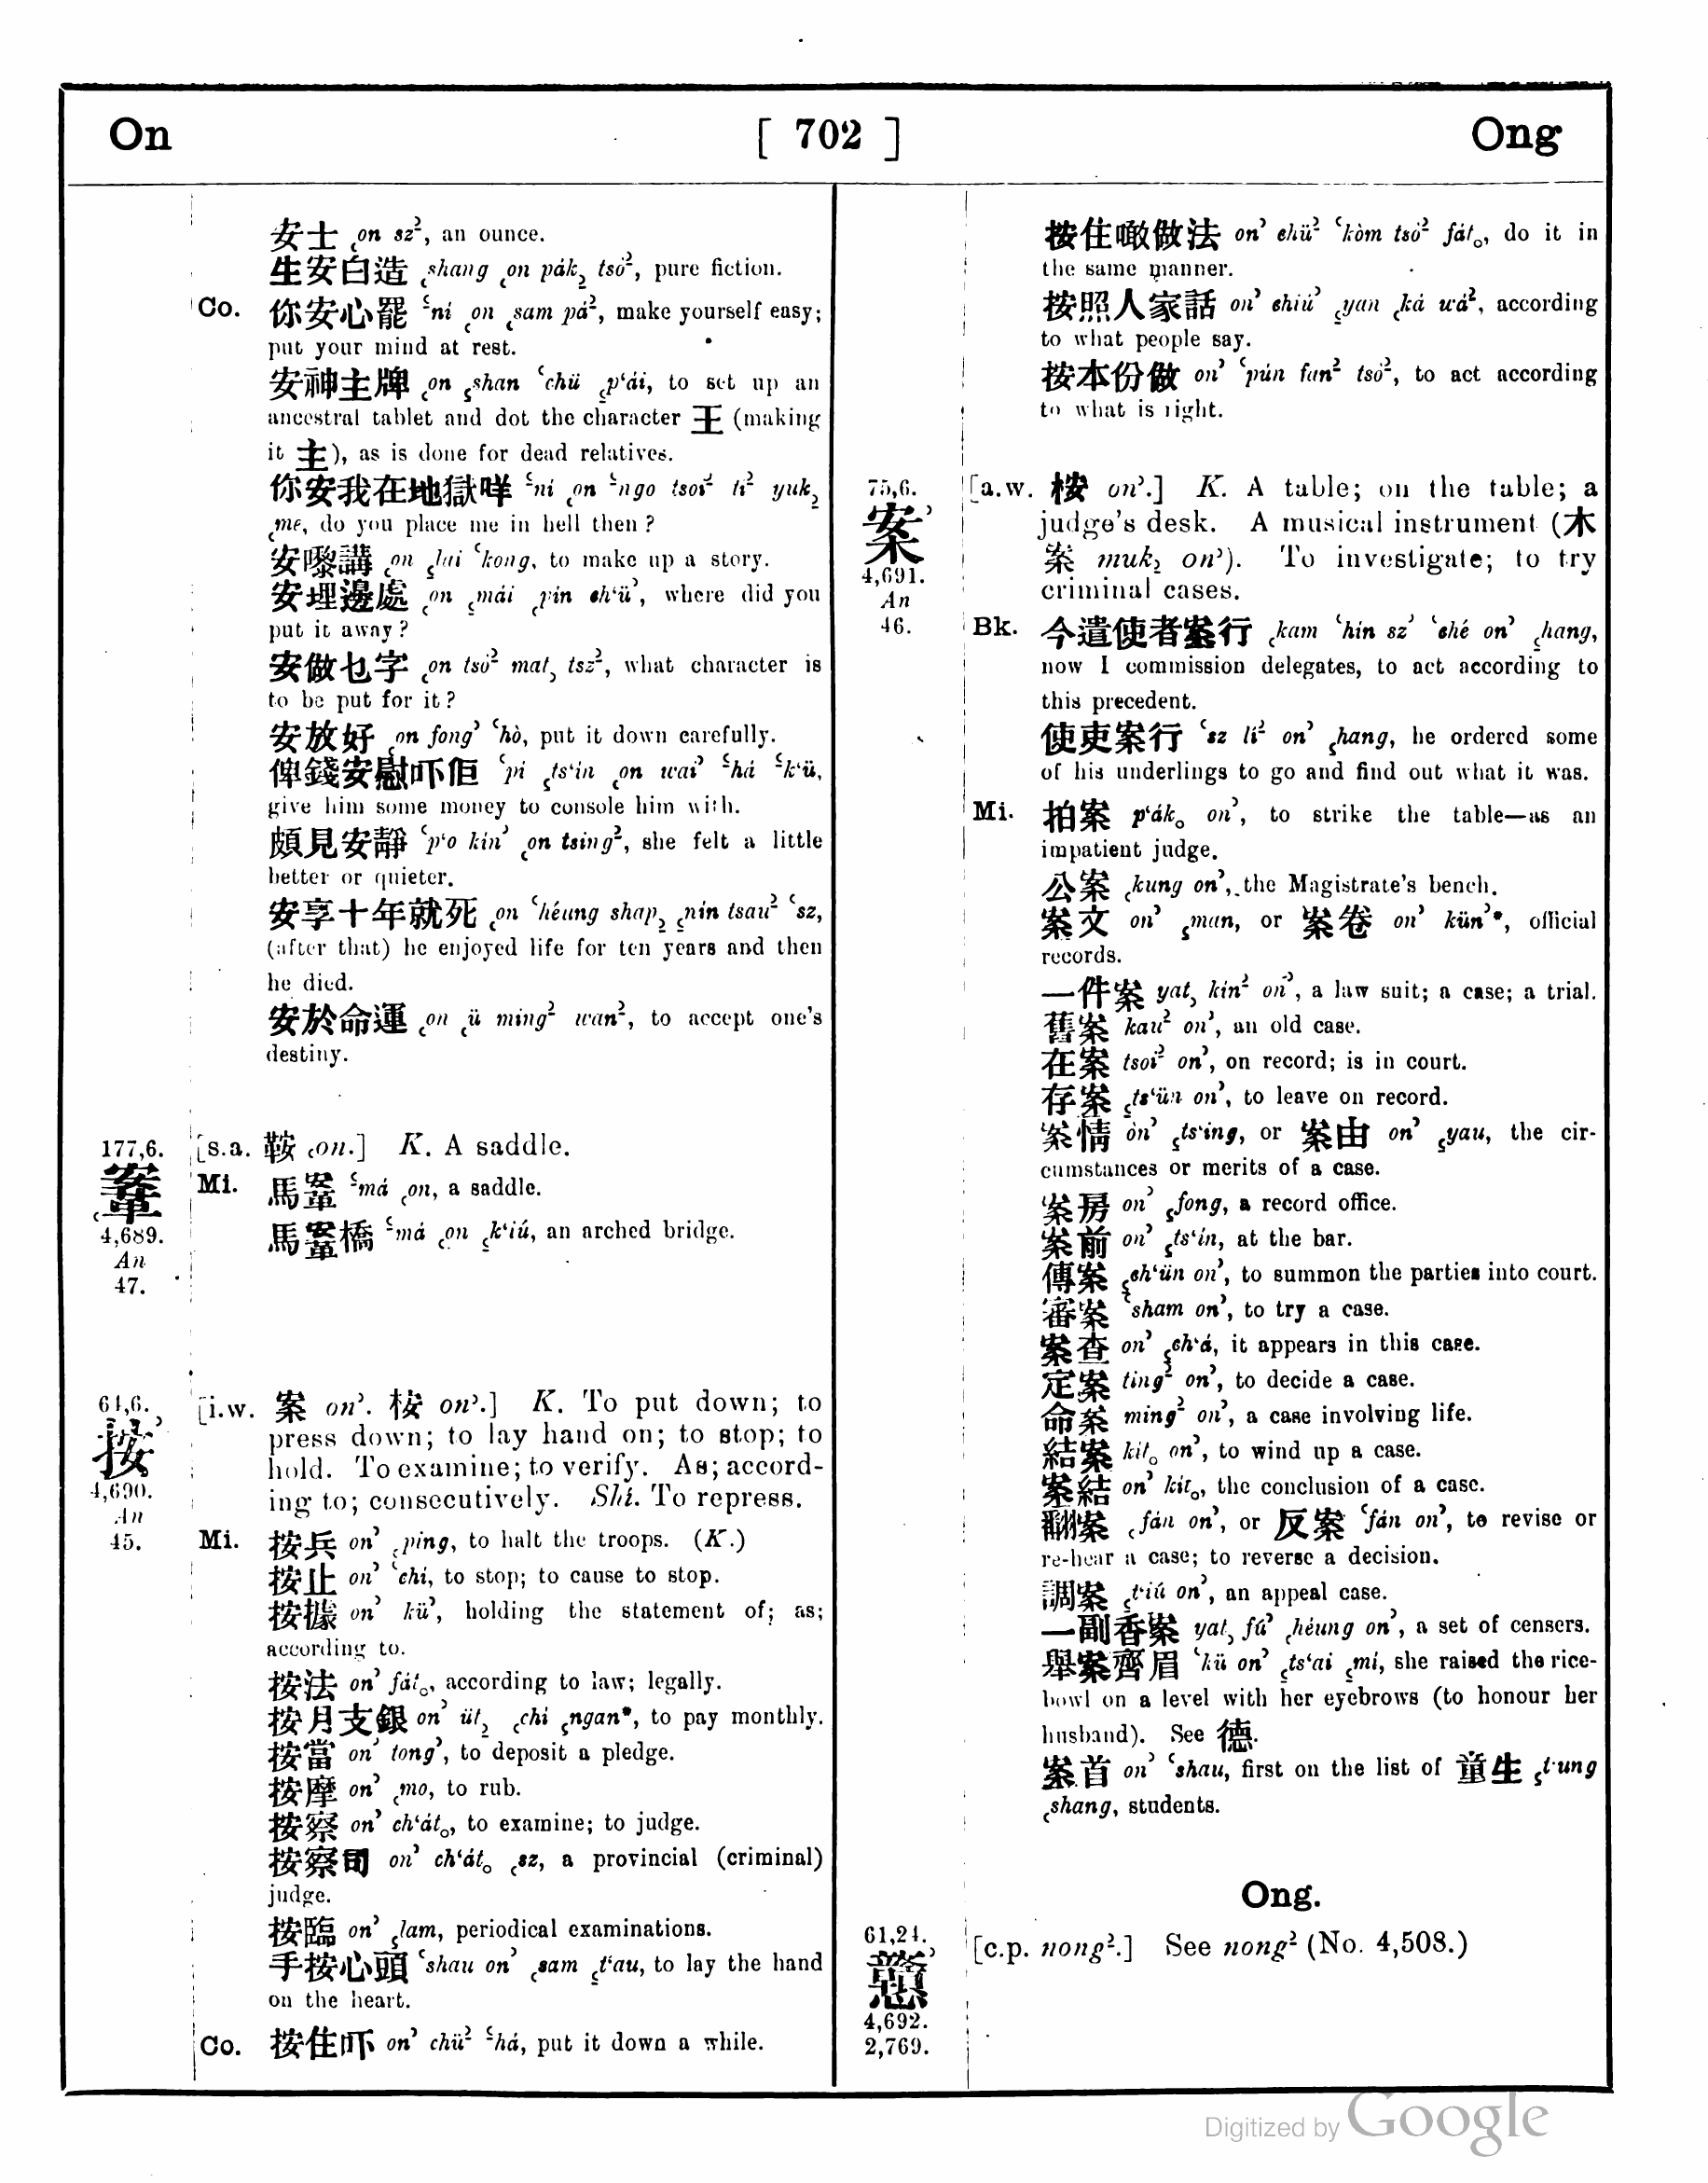 On
[ 702 ]
Ong
安士 ꜀on sz², an ounce.
生安白造 ꜀shang ꜀on pák₂ tsò², pure fiction.
Co. 你安心罷 ꜂ní ꜀on ꜀sam pá², make yourself easy;
put your mind at rest.
安神主牌 ꜀on ꜁shan ꜂chü ꜁p‘ái, to set up an
ancestral tablet and dot the character 王 (making
it 主), as is done for dead relatives.
你安我在地獄咩 ꜂ní ꜀on ꜂ngo tsoi² tí² yuk₂
꜀me, do you place me in hell then?
安嚟講 ꜀on ꜁lai ꜂kong, to make up a story.
安埋邊處 ꜀on ꜁mái ꜀pin ch‘ü’, where did you
put it away?
安做乜字 ꜀on tsò² mat, tsz², what character is
to be put for it?
安放好 ꜀on fong’ ꜂hò, put it down carefully.
俾錢安慰吓佢 ꜂pi ꜁ts‘in ꜀on wai’ ꜂há ꜂k‘ü,
give him some money to console him with.
頗見安靜 ꜂p‘o kin’ ꜀on tsing², she felt a little
better or quieter.
安享十年就死 ꜀on ꜂héung shap₂ ꜁nín tsau² ꜂sz,
(after that) he enjoyed life for ten years and then
he died.
安於命運 ꜀on ꜀ü ming² wan², to accept one's
destiny.
177,6.
鞌
4,689.
An
47.
[s.a. 鞍 ꜀on.] K. A saddle.
Mi. 馬鞌 ꜂má ꜀on, a saddle.
馬鞌橋 ꜂má ꜀on ꜁k‘iú, an arched bridge.
64,6.
按’
4,690.
An
45.
[i.w. 案 on’. 桉 on’.] K. To put down; to
press down; to lay hand on; to stop; to
hold. To examine; to verify. As; accord-
ing to; consecutively. Shí. To repress.
Mi. 按兵 on’ ꜀ping, to halt the troops. (K.)
按止 on’ ꜂chi, to stop; to cause to stop.
按據 on’ kü’, holding the statement of; as;
according to.
按法 on’ fát₀, according to law; legally.
按月支銀 on’ üt₂ ꜀chi ꜁ngan*, to pay monthly.
按當 on’ tong’, to deposit a pledge.
按摩 on’ ꜀mo, to rub.
按察 on’ ch‘át₀, to examine; to judge.
按察司 on’ ch‘át₀ ꜀sz, a provincial (criminal)
judge.
按臨 on’ ꜁lam, periodical examinations.
手按心頭 ꜂shau on’ ꜀sam ꜁t‘au, to lay the hand
on the heart.
Co. 按住吓 on’ chü² ꜂há, put it down a while.
按住噉做法 on’ chü² ꜂kòm tsò² fát₀, do it in
the same manner.
按照人家話 on’ chiú’ ꜁yan ꜀ká wá², according
to what people say.
按本份做 on’ ꜂pún fan² tsò², to act according
to what is right.
75,6.
案’
4,691.
An
46.
[a.w. 桉 on’.] K. A table; on the table; a
judge's desk. A musical instrument (木
案 muk₂ on’). To investigate; to try
criminal cases.
Bk. 今遣使者案行 ꜀kam ꜂hín sz’ ꜂ché on’ ꜁hang,
now I commission delegates, to act according to
this precedent.
使吏案行 ꜂sz lí² on’ ꜁hang, he ordered some
of his underlings to go and find out what it was.
Mi. 拍案 p‘ák₀ on’, to strike the table—as an
impatient judge.
公案 ꜀kung on’, the Magistrate's bench.
案文 on’ ꜁man, or 案卷 on’ kün’*, official
records.
一件案 yat, kin² on’, a law suit; a case; a trial.
舊案 kau² on’, an old case.
在案 tsoi² on’, on record; is in court.
存案 ꜁ts‘ün on’, to leave on record.
案情 on’ ꜁ts‘ing, or 案由 on’ ꜁yau, the cir-
cumstances or merits of a case.
案房 on’ ꜁fong, a record office.
案前 on’ ꜁ts‘ín, at the bar.
傳案 ꜁ch‘ün on’, to summon the parties into court.
審案 ꜂sham on’, to try a case.
案查 on’ ꜁ch‘á, it appears in this case.
定案 ting² on’, to decide a case.
命案 ming² on’, a case involving life.
結案 kit₀ on’, to wind up a case.
案結 on’ kit₀, the conclusion of a case.
翻案 ꜀fán on’, or 反案 ꜂fán on’, to revise or
re-hear a case; to reverse a decision.
調案 ꜁t‘iú on’, an appeal case.
一副香案 yat, fú’ ꜀héung on’, a set of censers.
舉案齊眉 ꜂kü on’ ꜁ts‘ai ꜁mí, she raised the rice-
bowl on a level with her eyebrows (to honour her
husband). See 德.
案首 on’ ꜂shau, first on the list of 童生 ꜁t‘ung
꜀shang, students.
Ong.
61,24.
戇’
4,692.
2,769.
[c.p. nong².] See nong² (No. 4,508.)
Digitized by Google